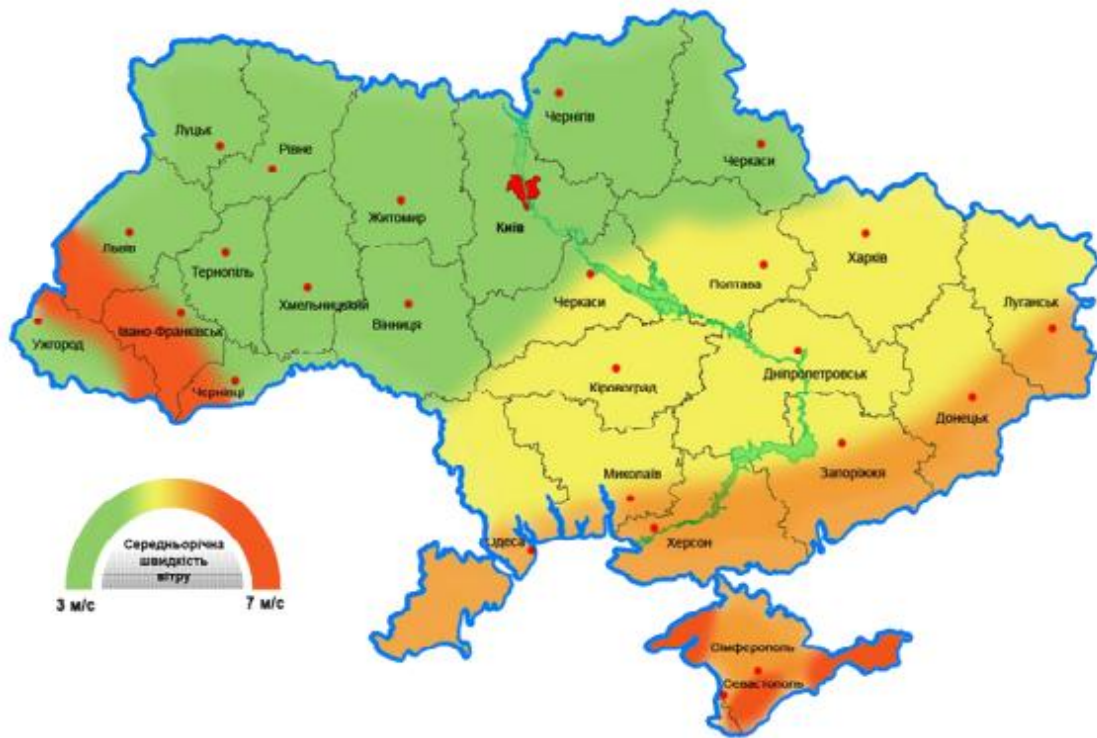 Чернігів
Луцьк
Рівне
Черкаси
Житомир
Київ
Львів
Тернопіль
Харків
Хмельницкий
Черкаси
Полтава
Вінниця
Луганськ
Івано-Франківськ
Ужгород
Дніпропетровськ
Чернівці
Кіровоград
Донецьк
Миколаїв
Запоріжжя
Одеса
Херсон
Середньорічна
швидкість
вітру
3 м/с
7 м/с
Сімферополь
Севастополь